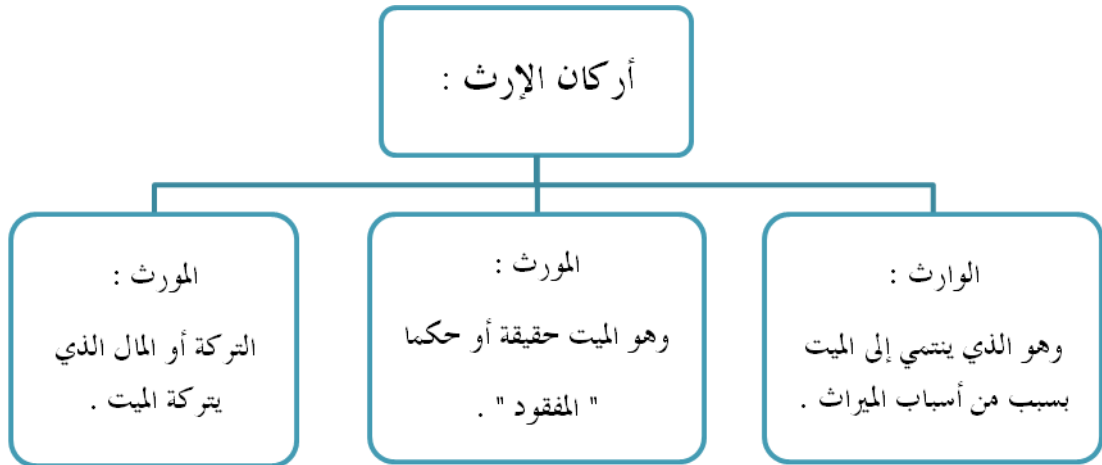 أركان الإرث :
الوارث :
وهو الذي ينتمي إلى الميت
بسبب من أسباب الميراث .
المورث :
وهو الميت حقيقة أو حكما
" المفقود " .
المورث :
التركة أو المال الذي
يتركة الميت .